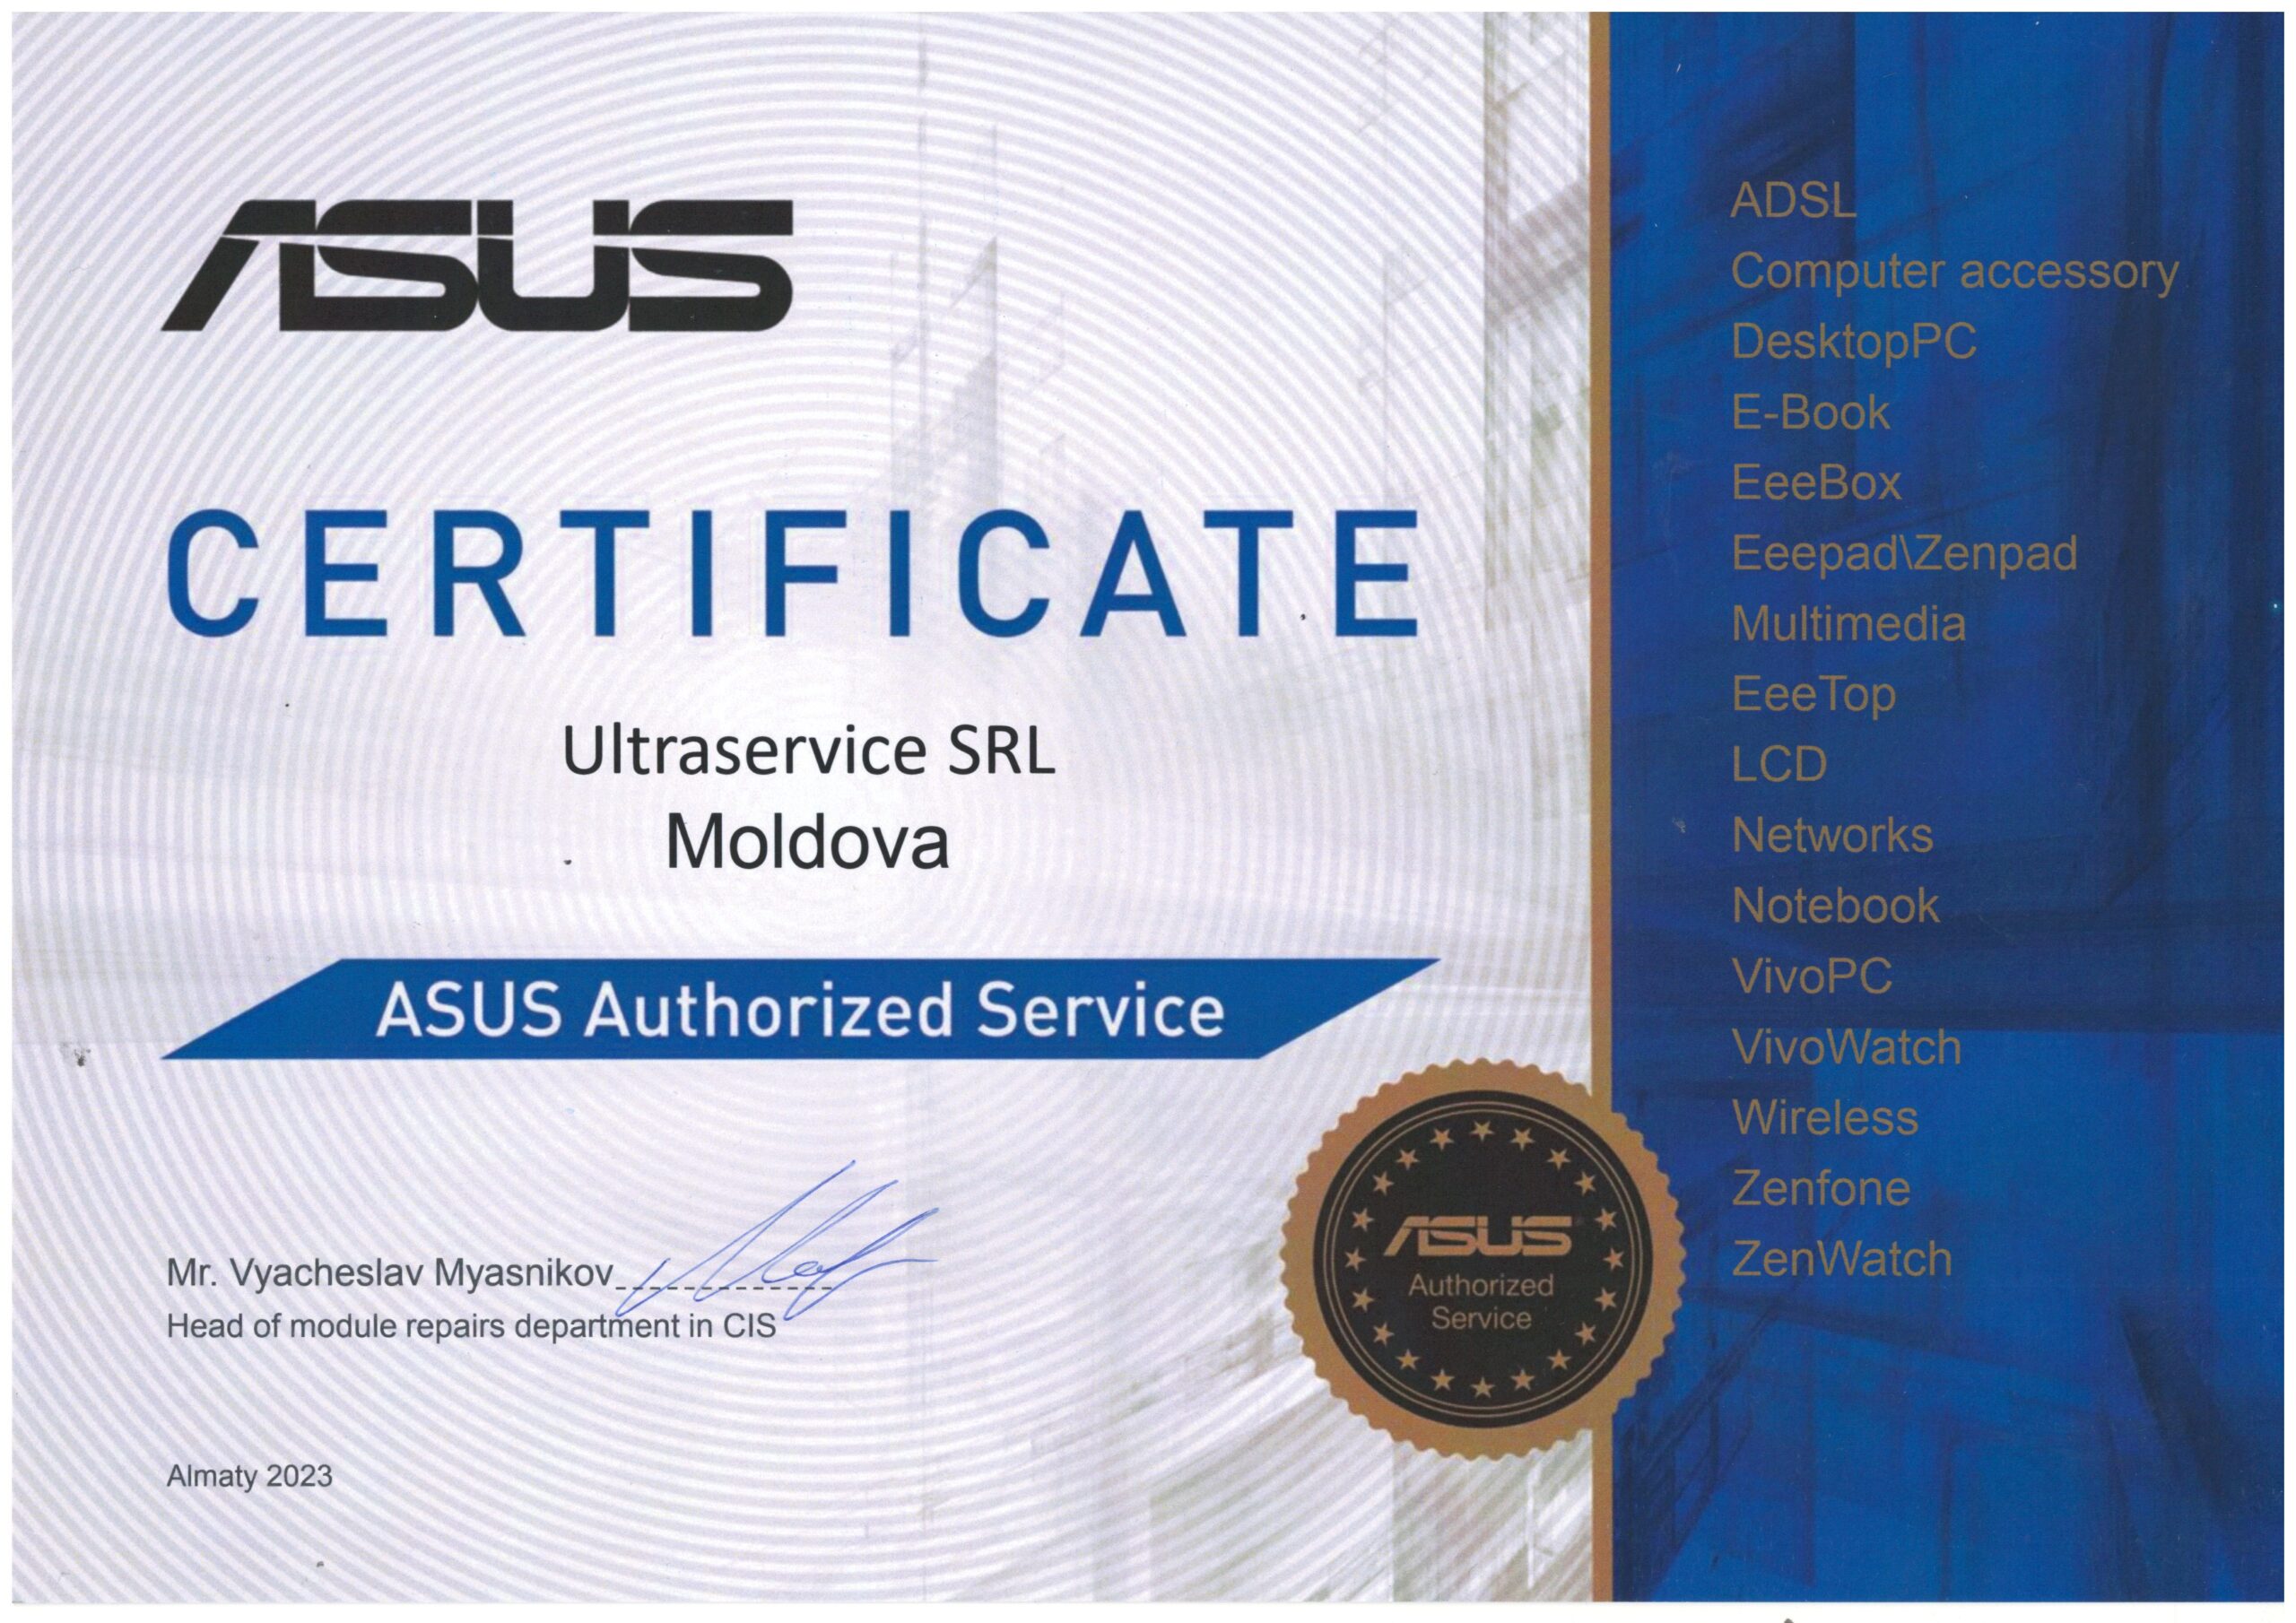 ASUS
CERTIFICATE
Ultraservice SRL
Moldova
ASUS Authorized Service
Mr. Vyacheslav Myasnikov
Head of module repairs department in CIS
Almaty 2023
ASUS
Authorized
Service
ADSL
Computer accessory
DesktopPC
E-Book
EeeBox
Eeepad\Zenpad
Multimedia
EeeTop
LCD
Networks
Notebook
VivoPC
VivoWatch
Wireless
Zenfone
ZenWatch